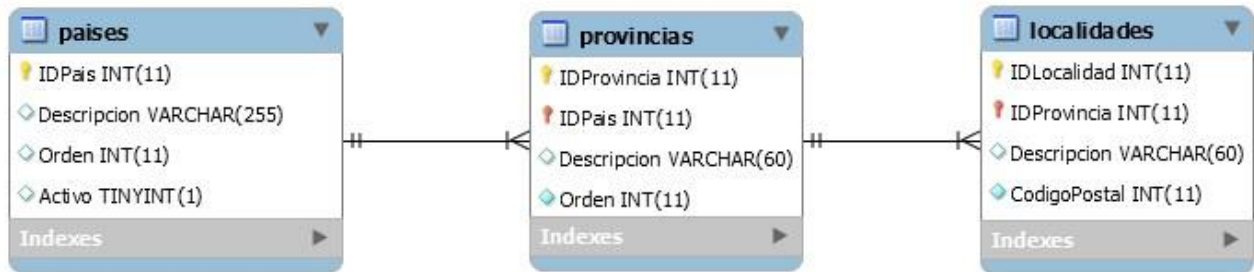 paises
IDPais INT(11)
Descripcion VARCHAR(255)
Orden INT(11)
Activo TINYINT(1)
Indexes
provincias
IDProvincia INT(11)
IDPais INT(11)
Descripcion VARCHAR(60)
Orden INT(11)
Indexes
localidades
IDLocalidad INT(11)
IDProvincia INT(11)
Descripcion VARCHAR(60)
CodigoPostal INT(11)
Indexes